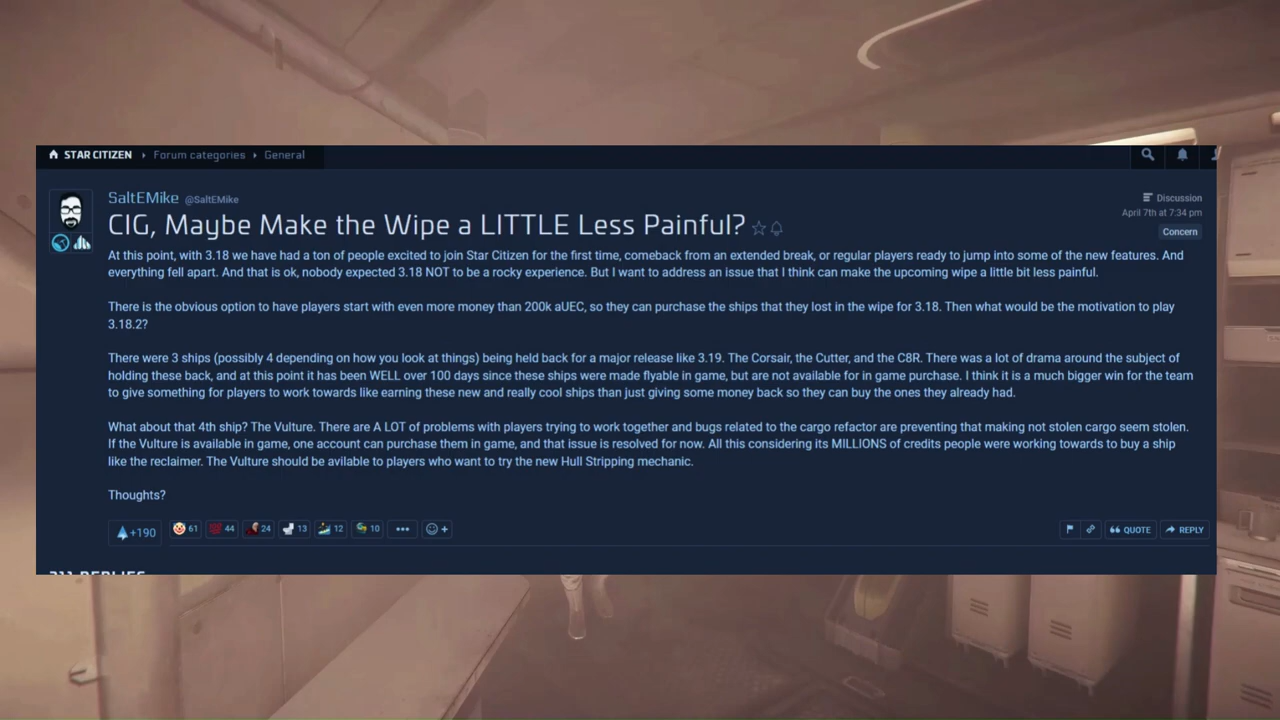 STAR CITIZEN › Forum categories › General
SaltEMike @SaltEMike
Discussion
CIG, Maybe Make the Wipe a LITTLE Less Painful?
April 7th at 7:34 pm
Concern
At this point, with 3.18 we have had a ton of people excited to join Star Citizen for the first time, comeback from an extended break, or regular players ready to jump into some of the new features. And
everything fell apart. And that is ok, nobody expected 3.18 NOT to be a rocky experience. But I want to address an issue that I think can make the upcoming wipe a little bit less painful.
There is the obvious option to have players start with even more money than 200k aUEC, so they can purchase the ships that they lost in the wipe for 3.18. Then what would be the motivation to play
3.18.2?
There were 3 ships (possibly 4 depending on how you look at things) being held back for a major release like 3.19. The Corsair, the Cutter, and the C8R. There was a lot of drama around the subject of
holding these back, and at this point it has been WELL over 100 days since these ships were made flyable in game, but are not available for in game purchase. I think it is a much bigger win for the team
to give something for players to work towards like earning these new and really cool ships than just giving some money back so they can buy the ones they already had.
What about that 4th ship? The Vulture. There are A LOT of problems with players trying to work together and bugs related to the cargo refactor are preventing that making not stolen cargo seem stolen.
If the Vulture is available in game, one account can purchase them in game, and that issue is resolved for now. All this considering its MILLIONS of credits people were working towards to buy a ship
like the reclaimer. The Vulture should be avilable to players who want to try the new Hull Stripping mechanic.
Thoughts?
+190 61 44 24 13 12 10 ••• + QUOTE REPLY
211 REPLIES